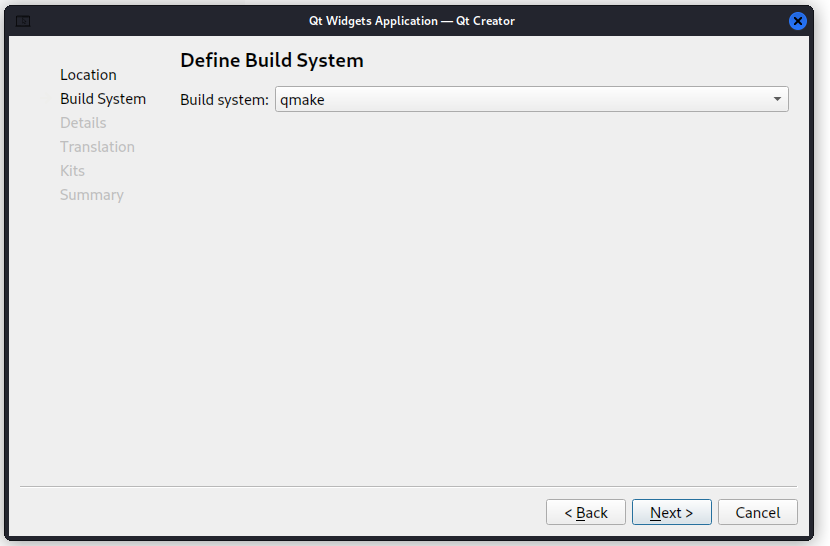 Qt Widgets Application — Qt Creator
Location
Build System
Details
Translation
Kits
Summary
Define Build System
Build system: qmake
< Back
Next >
Cancel